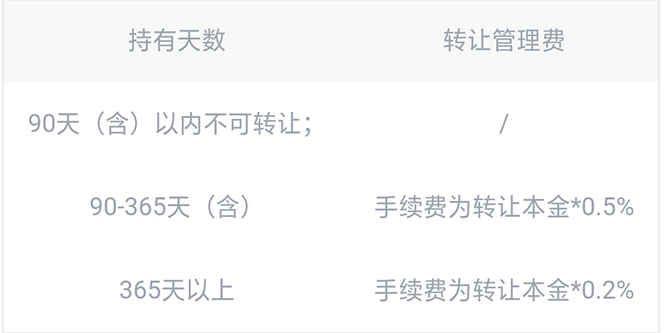 持有天数 转让管理费
90天（含）以内不可转让； /
90-365天（含） 手续费为转让本金*0.5%
365天以上 手续费为转让本金*0.2%